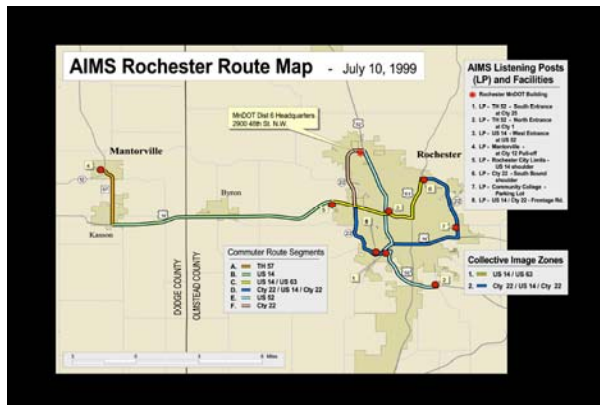 AIMS Rochester Route Map - July 10, 1999
MnDOT Dist 6 Headquarters
2900 48th St. N.W.
Mantorville
Rochester
Byron
Kasson
DODGE COUNTY
OLMSTEAD COUNTY
Commuter Route Segments
A. TH 57
B. US 14
C. US 14 / US 63
D. Cty 22 / US 14 / Cty 22
E. US 52
F. Cty 22
AIMS Listening Posts
(LP) and Facilities
Rochester MnDOT Building
1. LP - TH 52 - South Entrance
at Cty 25
2. LP - TH 52 - North Entrance
at Cty 1
3. LP - US 14 - West Entrance
at US 52
4. LP - Mantorville -
at Cty 12 Pull-off
5. LP - Rochester City Limits -
US 14 shoulder
6. LP - Cty 22 - South Bound
shoulder
7. LP - Community College -
Parking Lot
8. LP - US 14 / Cty 22 - Frontage Rd.
Collective Image Zones
1. US 14 / US 63
2. Cty 22 / US 14 / Cty 22